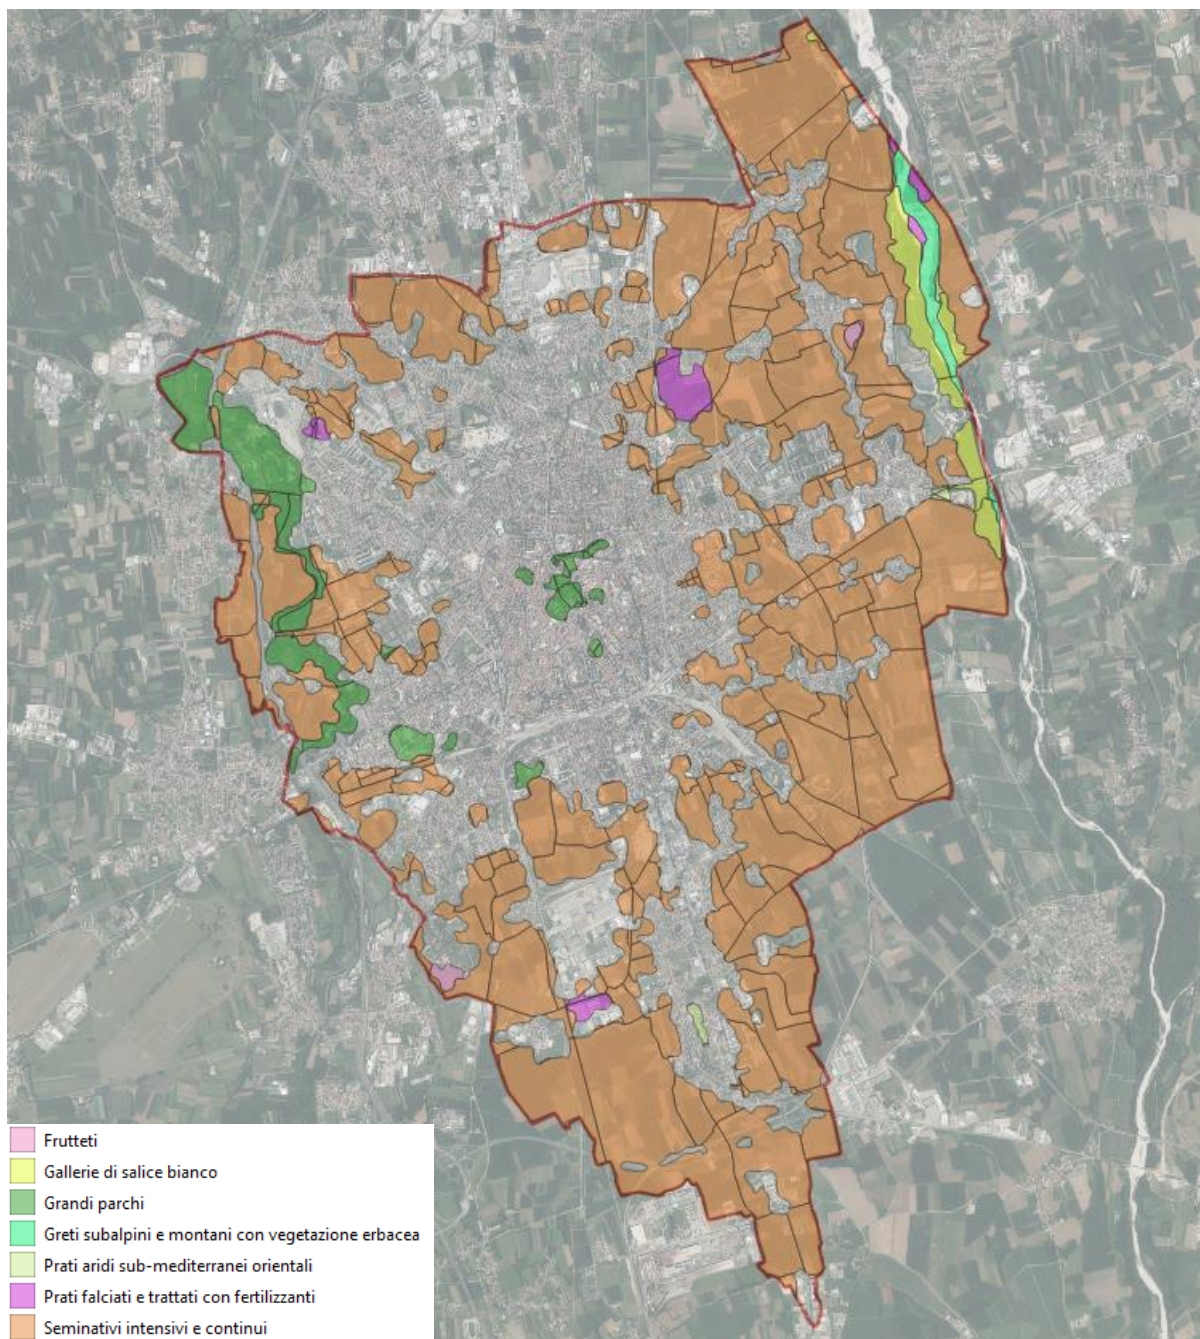 Frutteti
Gallerie di salice bianco
Grandi parchi
Greti subalpini e montani con vegetazione erbacea
Prati aridi sub-mediterranei orientali
Prati falciati e trattati con fertilizzanti
Seminativi intensivi e continui